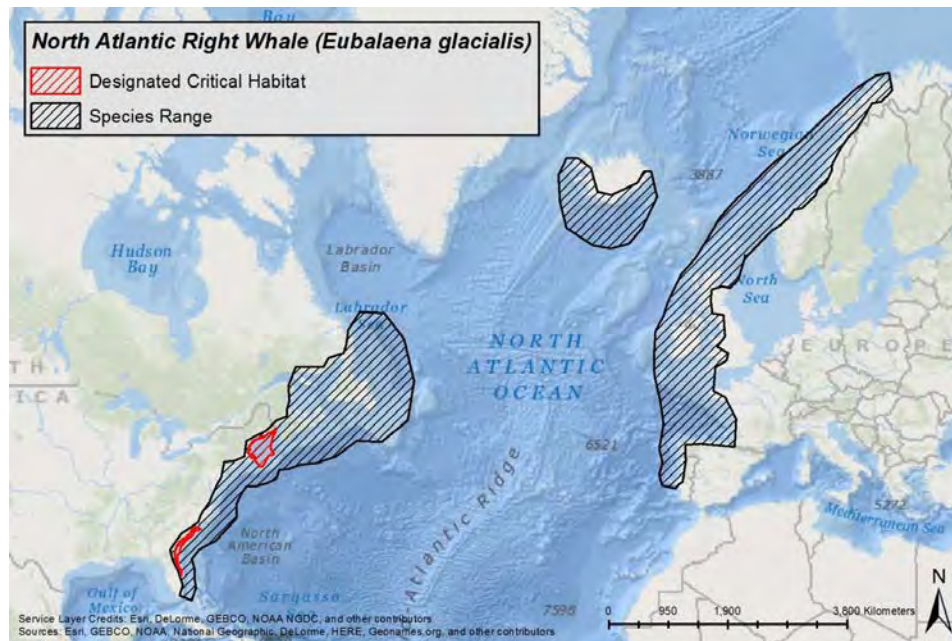 Bay
North Atlantic Right Whale (Eubalaena glacialis)
Designated Critical Habitat
Species Range
Norwegian
Sea
3887
Hudson
Bay
Labrador
Basin
Labrador
Sea
North
Sea
NORTH
ATLANTIC
OCEAN
EUROPE
TH
ICA
6521
5272
Mediterranean Sea
-Atlantic Ridge
North
American
Basin
Gulf of
Mexico
Sargasso
Sea
7598
N
0 950 1,900 3,800 Kilometers
Service Layer Credits: Esri, DeLorme, GEBCO, NOAA NGDC, and other contributors
Sources: Esri, GEBCO, NOAA, National Geographic, DeLorme, HERE, Geonames.org, and other contributors